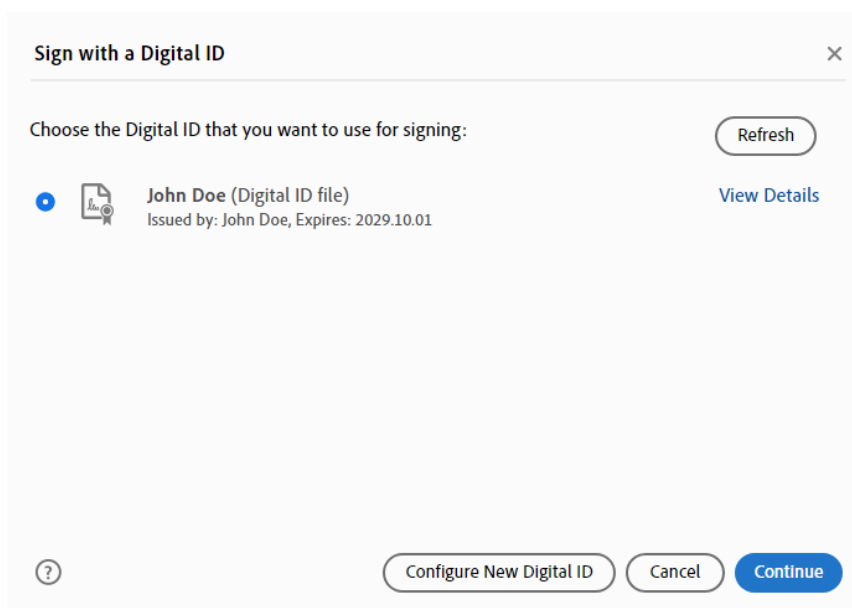 Sign with a Digital ID
Choose the Digital ID that you want to use for signing:
Refresh
John Doe (Digital ID file)
View Details
Issued by: John Doe, Expires: 2029.10.01
?
Configure New Digital ID
Cancel
Continue